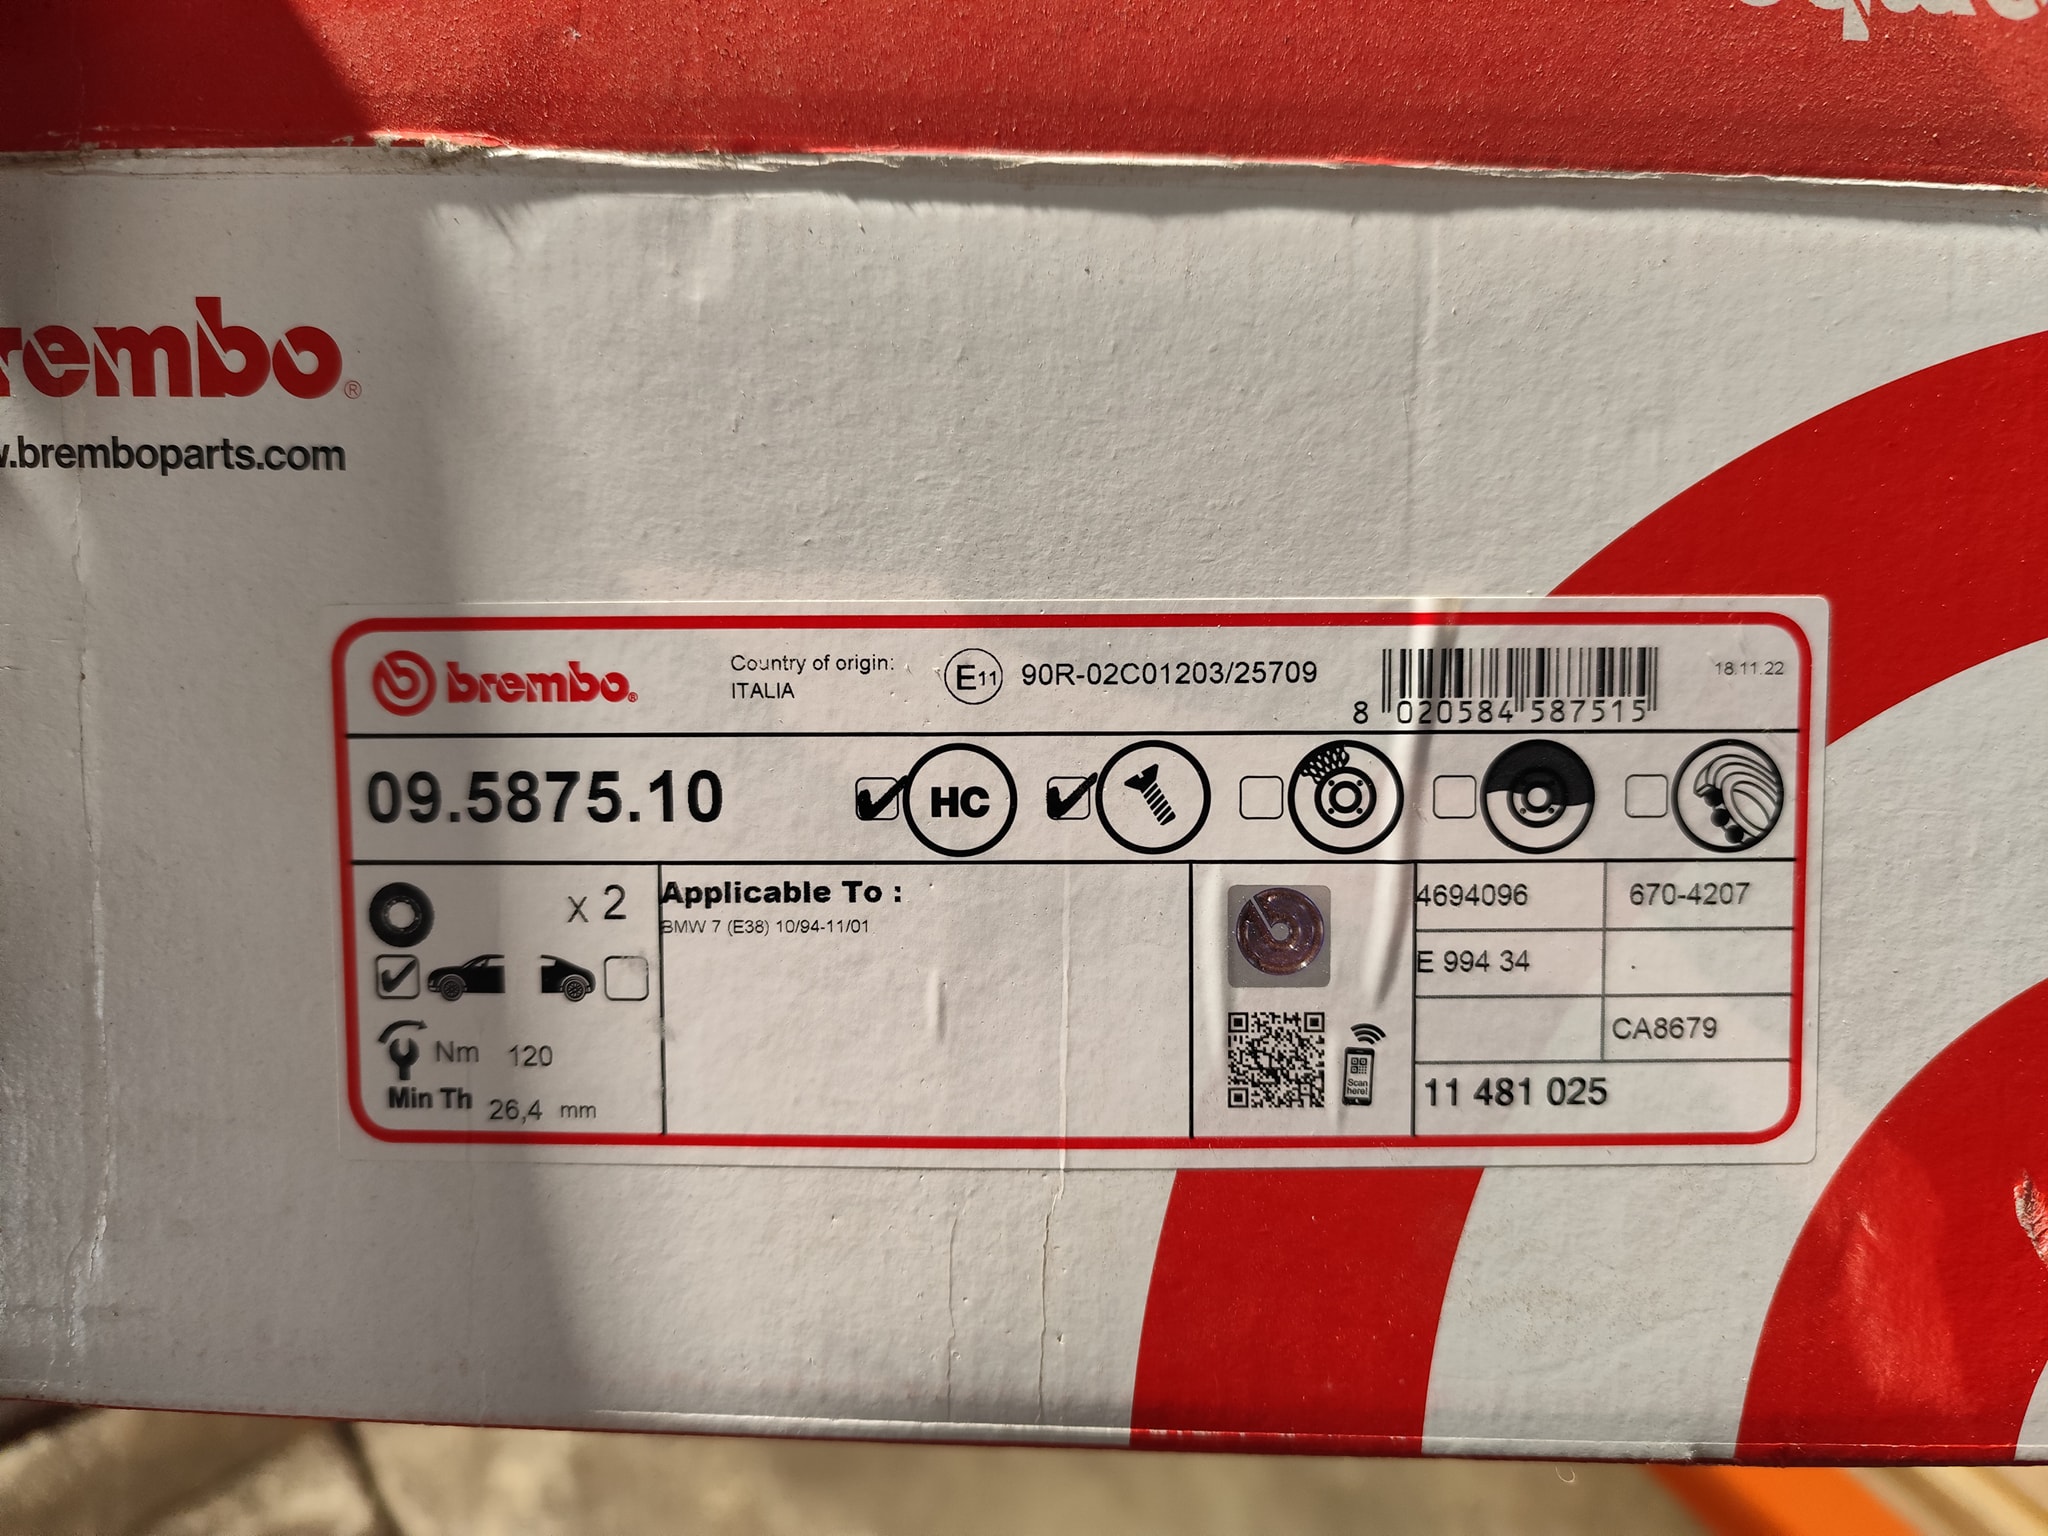 brembo®
.bremboparts.com
brembo®
Country of origin:
ITALIA
E11 90R-02C01203/25709
8 020584 587515
18.11.22
09.5875.10
HC
x 2
Nm 120
Min Th 26,4 mm
Applicable To :
BMW 7 (E38) 10/94-11/01
Scan
here!
4694096 670-4207
E 994 34 .
CA8679
11 481 025